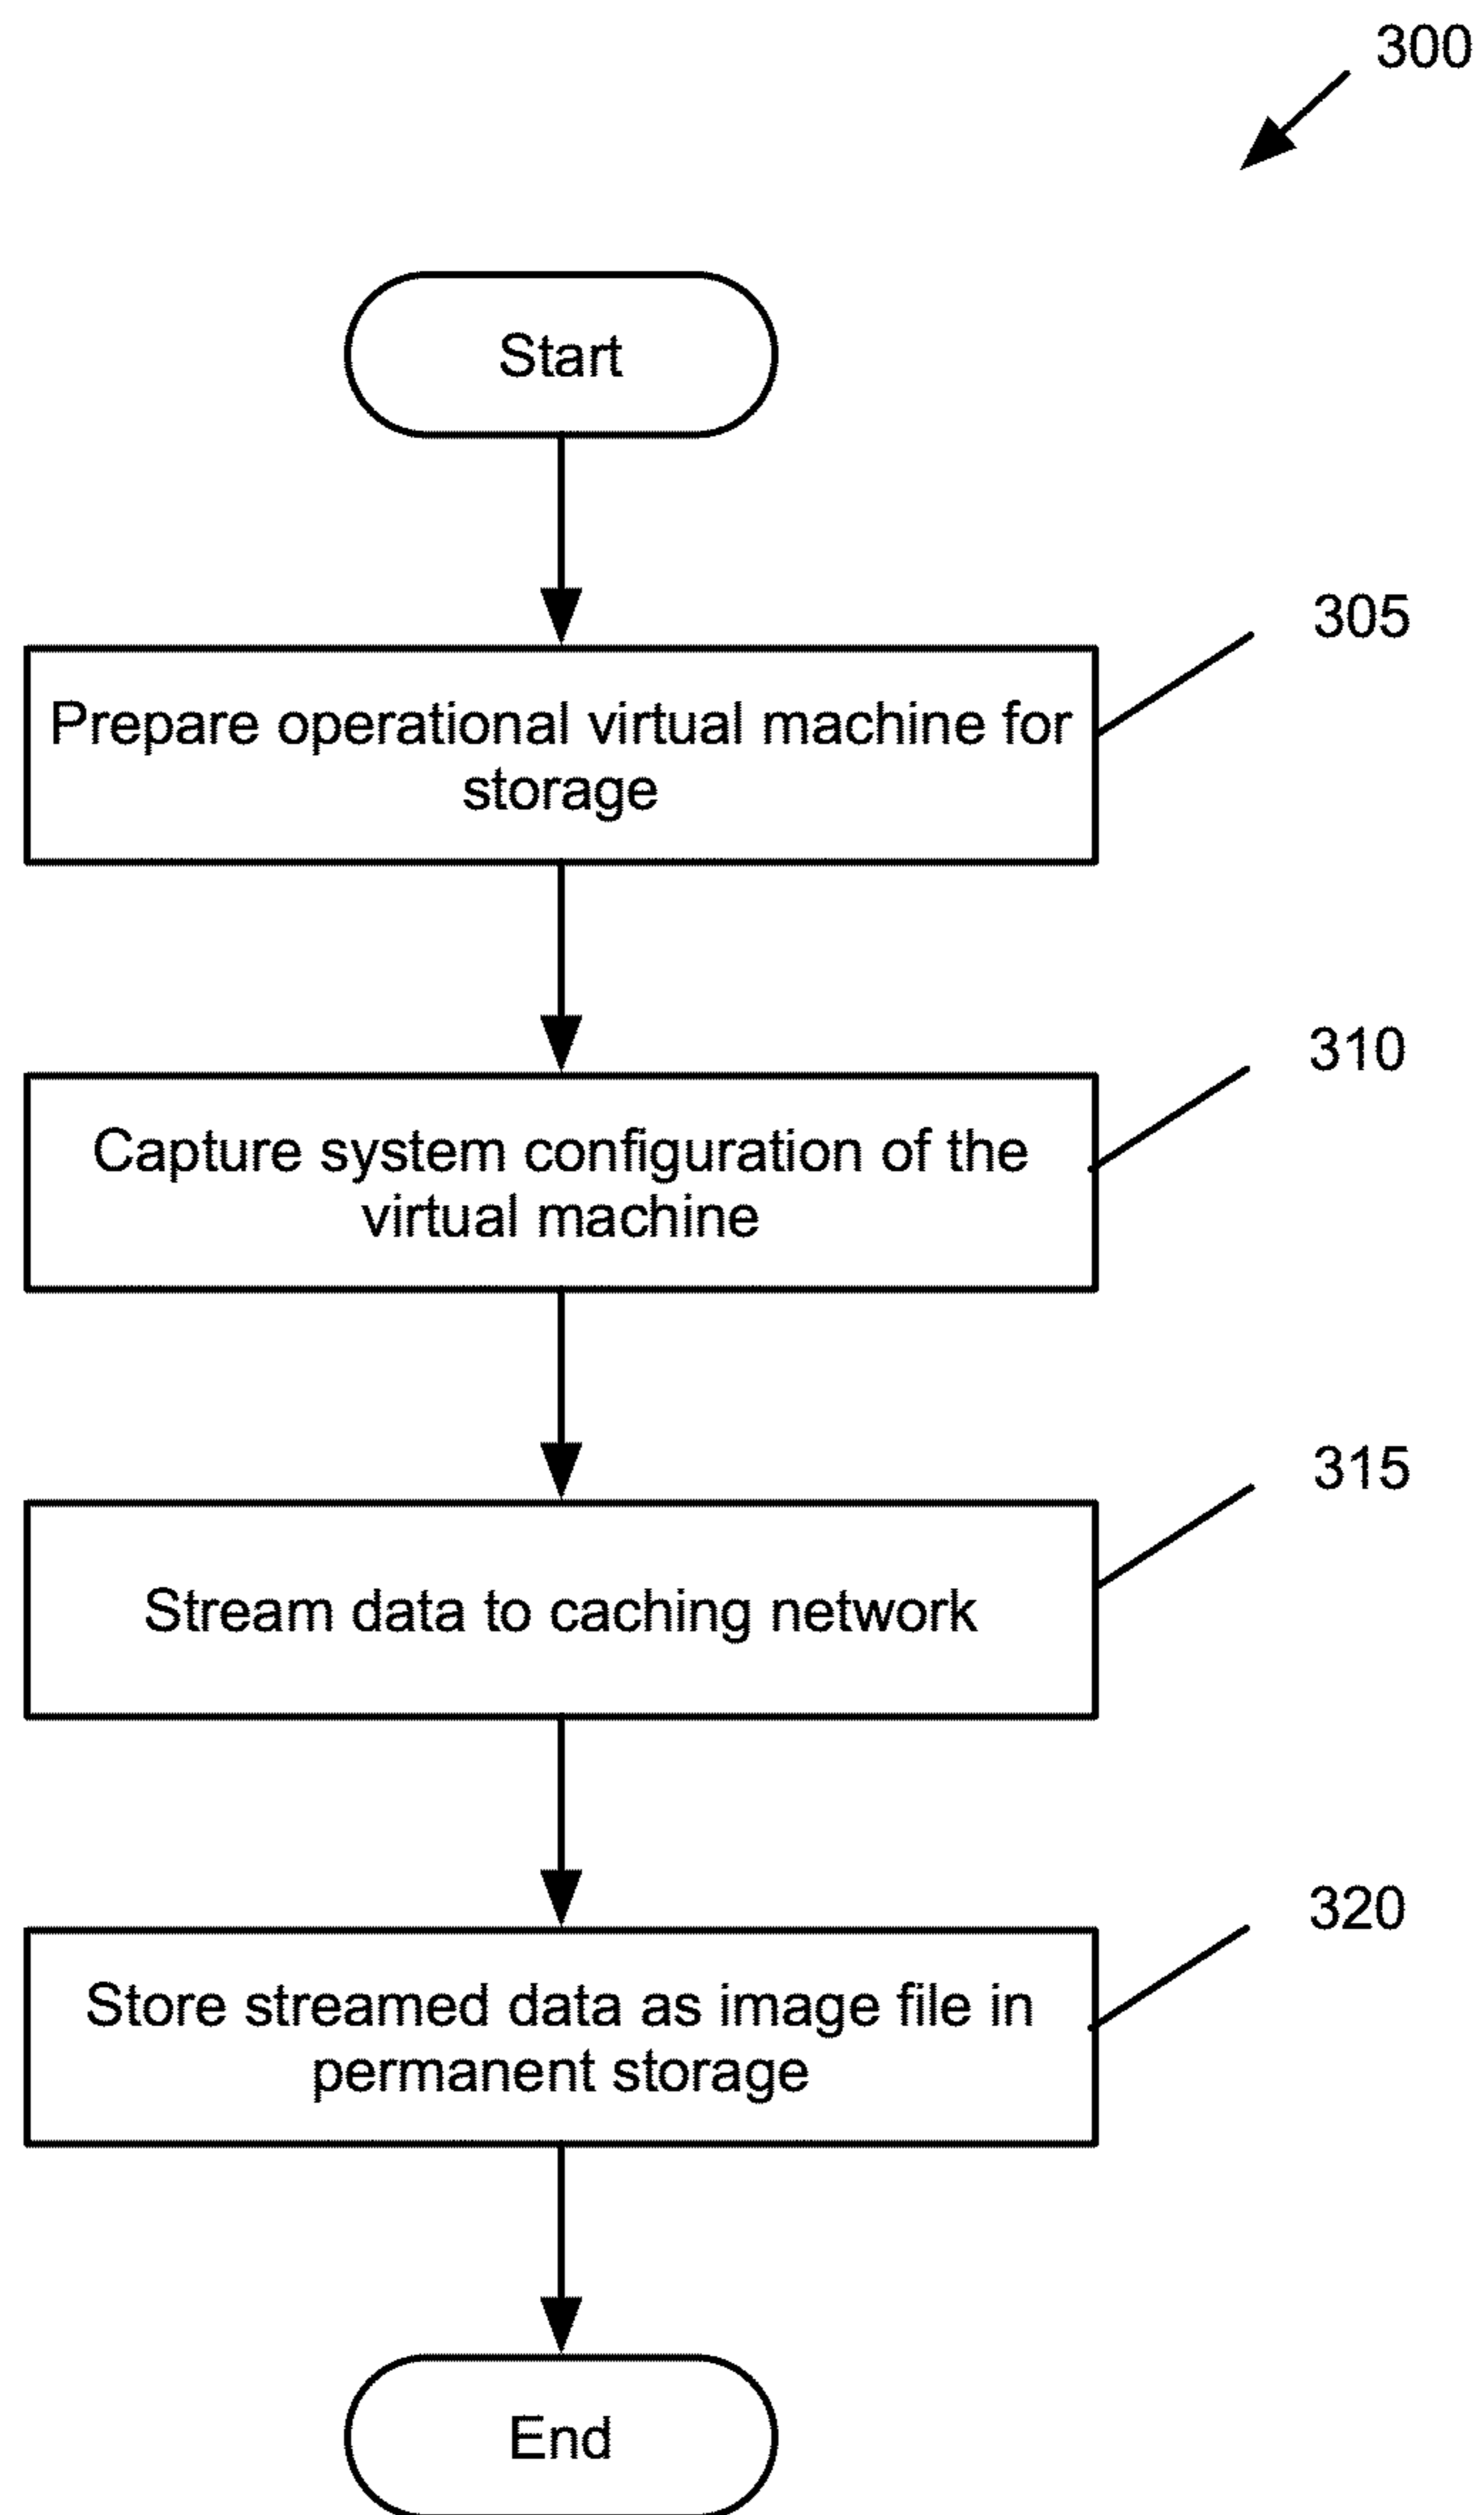 300
Start
305
Prepare operational virtual machine for
storage
310
Capture system configuration of the
virtual machine
315
Stream data to caching network
320
Store streamed data as image file in
permanent storage
End